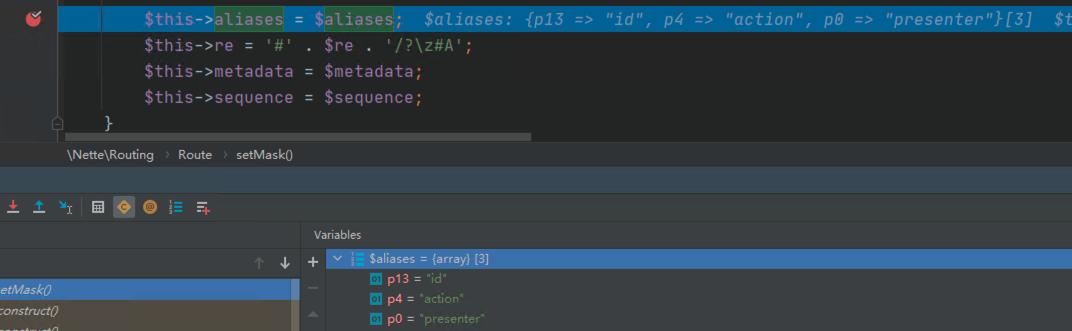 $this->aliases = $aliases; $aliases: {p13 => "id", p4 => "action", p0 => "presenter"}[3] $t
$this->re = '#' . $re . '/?\z#A';
$this->metadata = $metadata;
$this->sequence = $sequence;
}
\Nette\Routing › Route › setMask()
Variables
$aliases = {array} [3]
p13 = "id"
etMask()
p4 = "action"
construct()
p0 = "presenter"